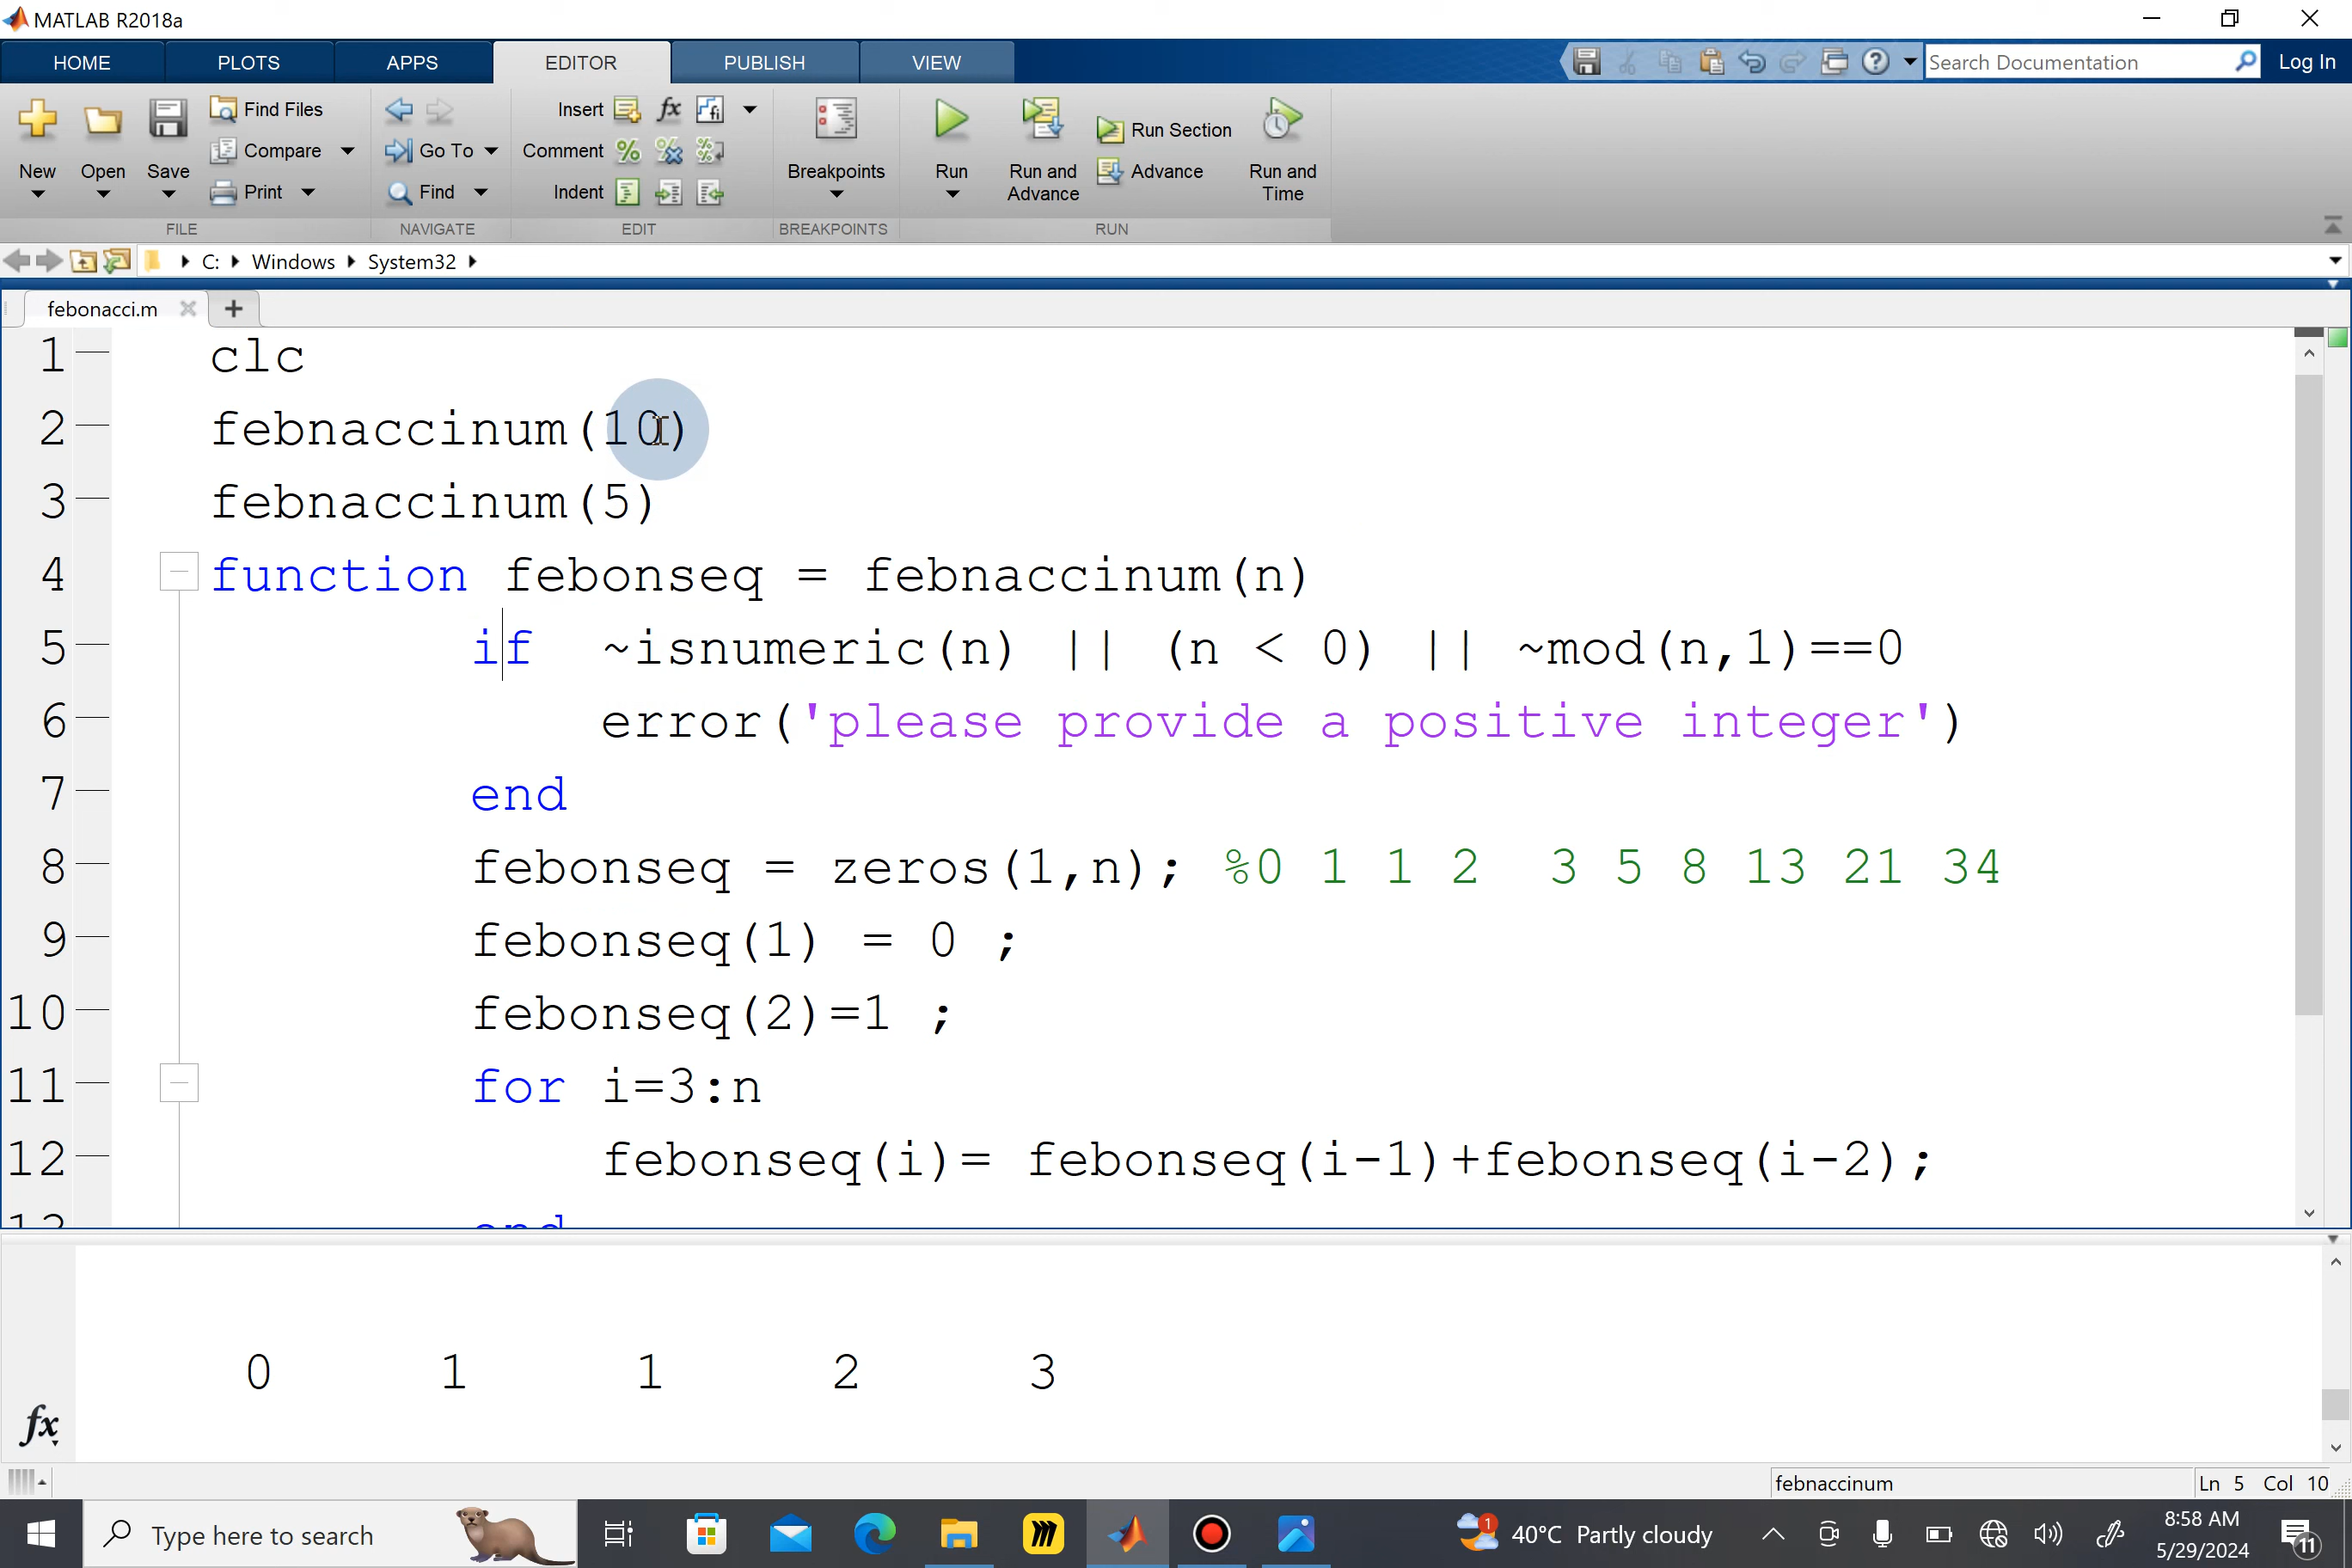 MATLAB R2018a
HOME PLOTS APPS EDITOR PUBLISH VIEW Search Documentation Log In
New Open Save Find Files Compare Print
Go To Find
Insert fx fi
Comment
Indent
Breakpoints
Run Run and Advance Run Section Advance Run and Time
FILE NAVIGATE EDIT BREAKPOINTS RUN
C: Windows System32
febonacci.m
1 clc
2 febnaccinum(10)
3 febnaccinum(5)
4 function febonseq = febnaccinum(n)
5 if ~isnumeric(n) || (n < 0) || ~mod(n,1)==0
6 error('please provide a positive integer')
7 end
8 febonseq = zeros(1,n); %0 1 1 2 3 5 8 13 21 34
9 febonseq(1) = 0 ;
10 febonseq(2)=1 ;
11 for i=3:n
12 febonseq(i)= febonseq(i-1)+febonseq(i-2);
13 end
0 1 1 2 3
fx
febnaccinum Ln 5 Col 10
Type here to search 1 40°C Partly cloudy 8:58 AM
5/29/2024 11